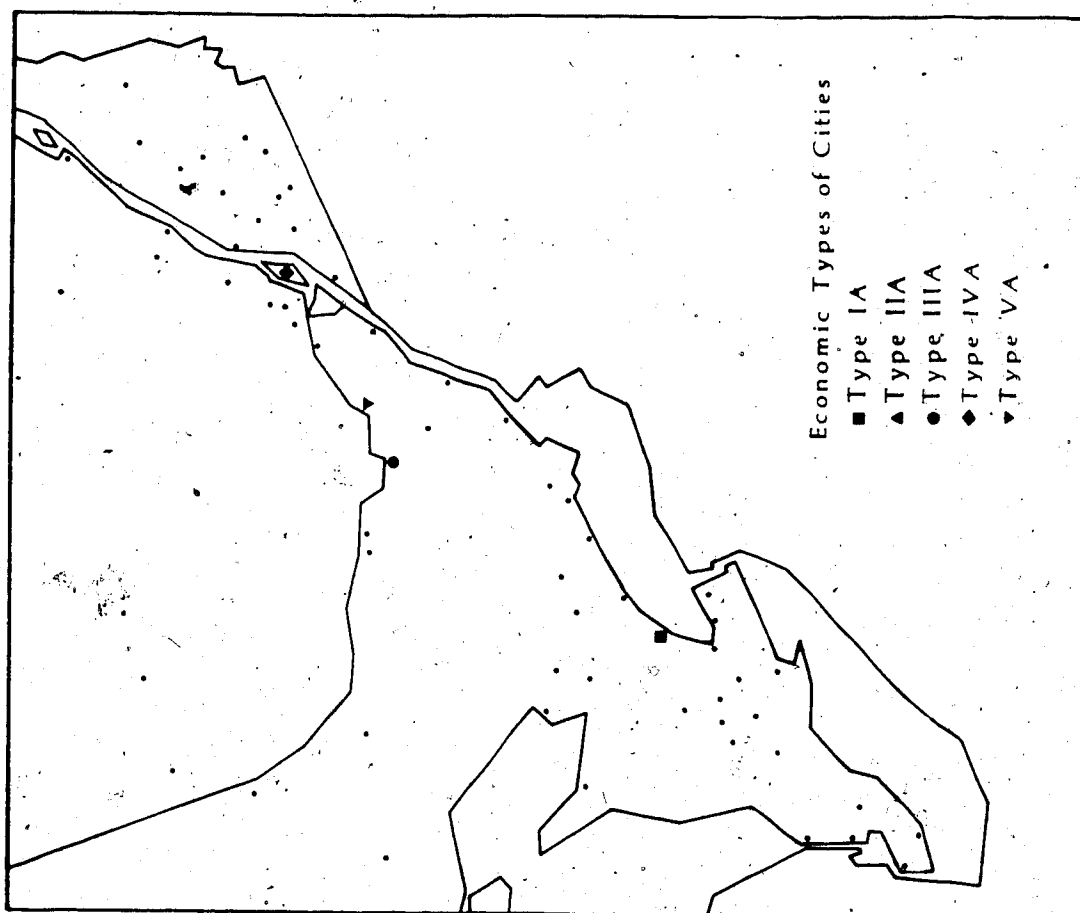 Economic Types of Cities
■ Type IA
▲ Type IIA
● Type IIIA
◆ Type IVA
▼ Type VA